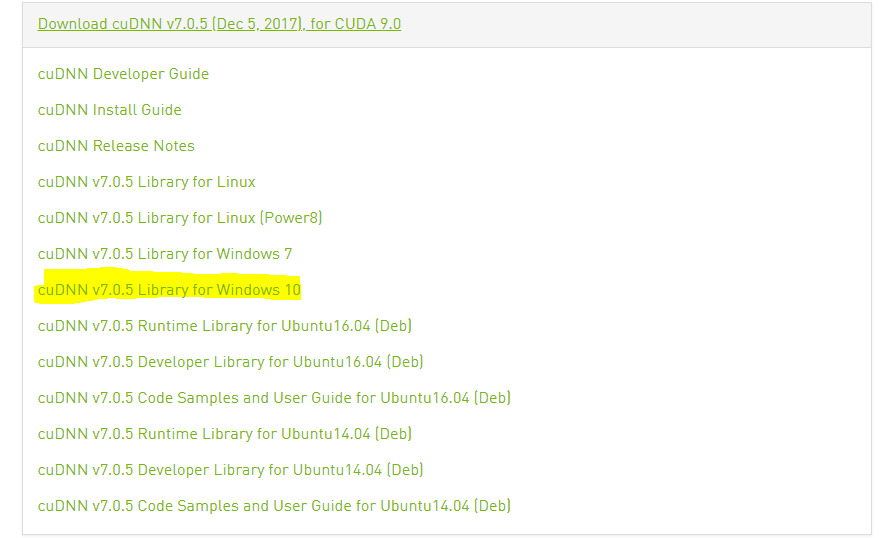 Download cuDNN v7.0.5 (Dec 5, 2017), for CUDA 9.0
cuDNN Developer Guide
cuDNN Install Guide
cuDNN Release Notes
cuDNN v7.0.5 Library for Linux
cuDNN v7.0.5 Library for Linux (Power8)
cuDNN v7.0.5 Library for Windows 7
cuDNN v7.0.5 Library for Windows 10
cuDNN v7.0.5 Runtime Library for Ubuntu16.04 (Deb)
cuDNN v7.0.5 Developer Library for Ubuntu16.04 (Deb)
cuDNN v7.0.5 Code Samples and User Guide for Ubuntu16.04 (Deb)
cuDNN v7.0.5 Runtime Library for Ubuntu14.04 (Deb)
cuDNN v7.0.5 Developer Library for Ubuntu14.04 (Deb)
cuDNN v7.0.5 Code Samples and User Guide for Ubuntu14.04 (Deb)